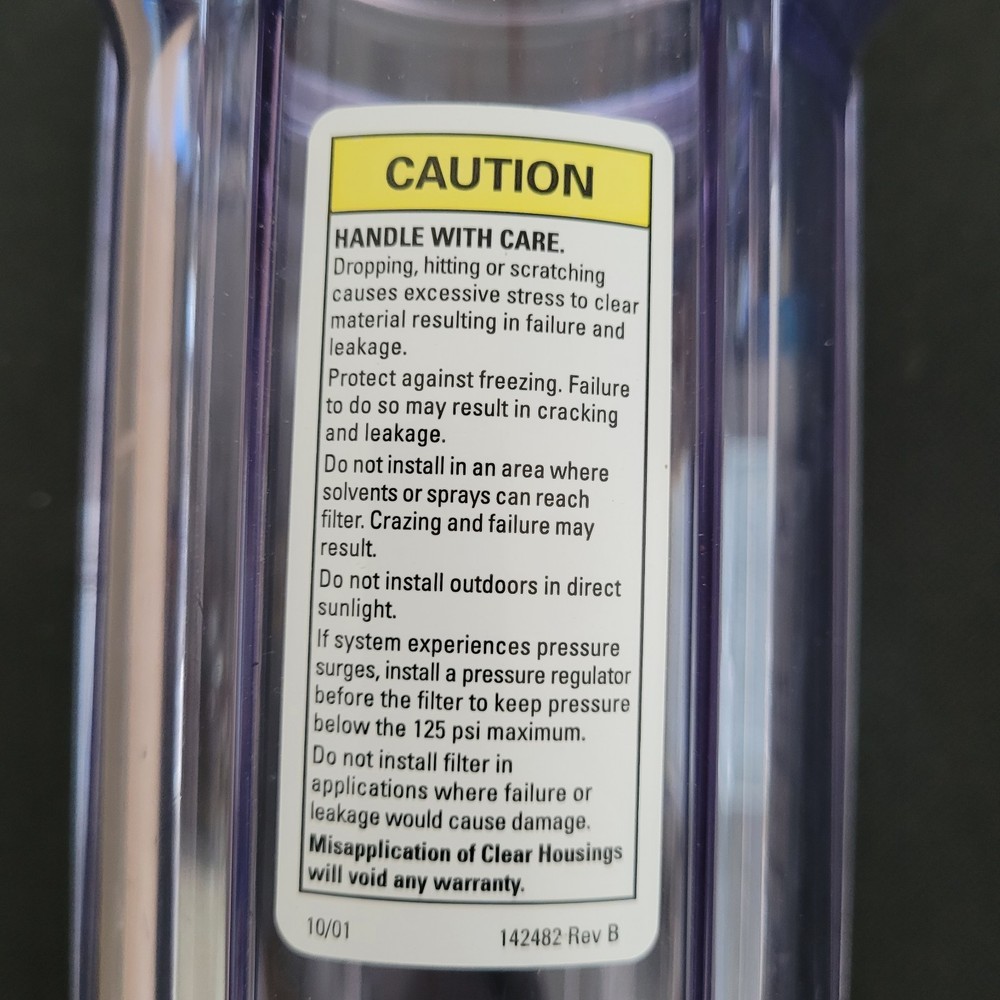 CAUTION
HANDLE WITH CARE.
Dropping, hitting or scratching
causes excessive stress to clear
material resulting in failure and
leakage.
Protect against freezing. Failure
to do so may result in cracking
and leakage.
Do not install in an area where
solvents or sprays can reach
filter. Crazing and failure may
result.
Do not install outdoors in direct
sunlight.
If system experiences pressure
surges, install a pressure regulator
before the filter to keep pressure
below the 125 psi maximum.
Do not install filter in
applications where failure or
leakage would cause damage.
Misapplication of Clear Housings
will void any warranty.
10/01
142482 Rev B